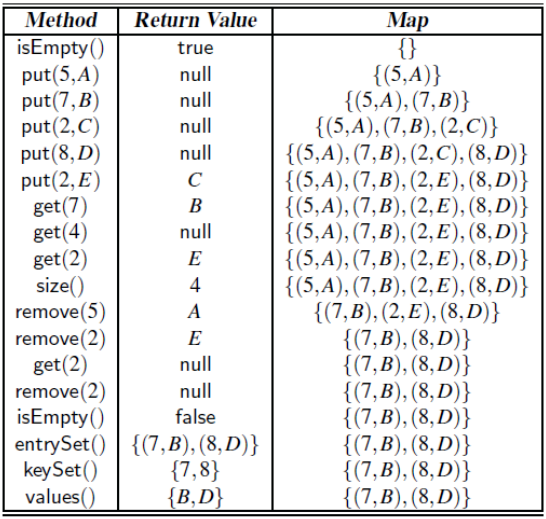 Method Return Value Map
isEmpty() true {}
put(5,A) null {(5,A)}
put(7,B) null {(5,A),(7,B)}
put(2,C) null {(5,A),(7,B),(2,C)}
put(8,D) null {(5,A),(7,B),(2,C),(8,D)}
put(2,E) C {(5,A),(7,B),(2,E),(8,D)}
get(7) B {(5,A),(7,B),(2,E),(8,D)}
get(4) null {(5,A),(7,B),(2,E),(8,D)}
get(2) E {(5,A),(7,B),(2,E),(8,D)}
size() 4 {(5,A),(7,B),(2,E),(8,D)}
remove(5) A {(7,B),(2,E),(8,D)}
remove(2) E {(7,B),(8,D)}
get(2) null {(7,B),(8,D)}
remove(2) null {(7,B),(8,D)}
isEmpty() false {(7,B),(8,D)}
entrySet() {(7,B),(8,D)} {(7,B),(8,D)}
keySet() {7,8} {(7,B),(8,D)}
values() {B,D} {(7,B),(8,D)}